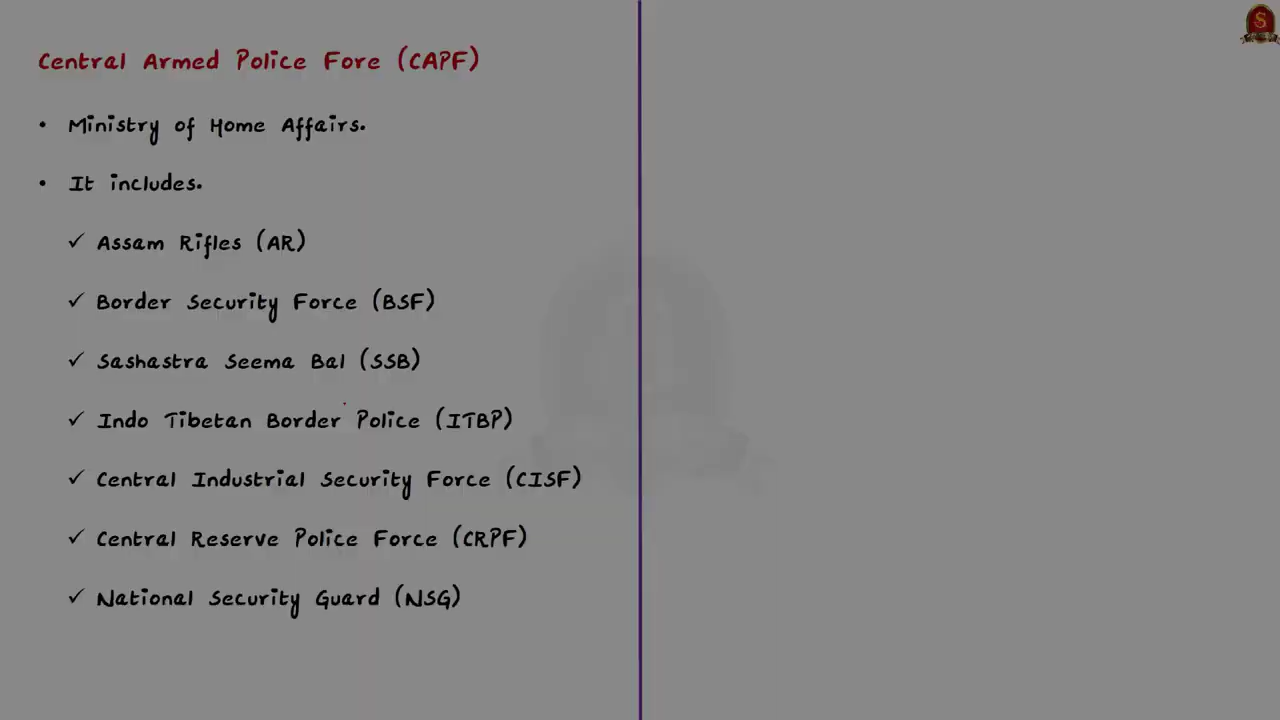 S
Central Armed Police Fore (CAPF)
• Ministry of Home Affairs.
• It includes.
✓ Assam Rifles (AR)
✓ Border Security Force (BSF)
✓ Sashastra Seema Bal (SSB)
✓ Indo Tibetan Border Police (ITBP)
✓ Central Industrial Security Force (CISF)
✓ Central Reserve Police Force (CRPF)
✓ National Security Guard (NSG)